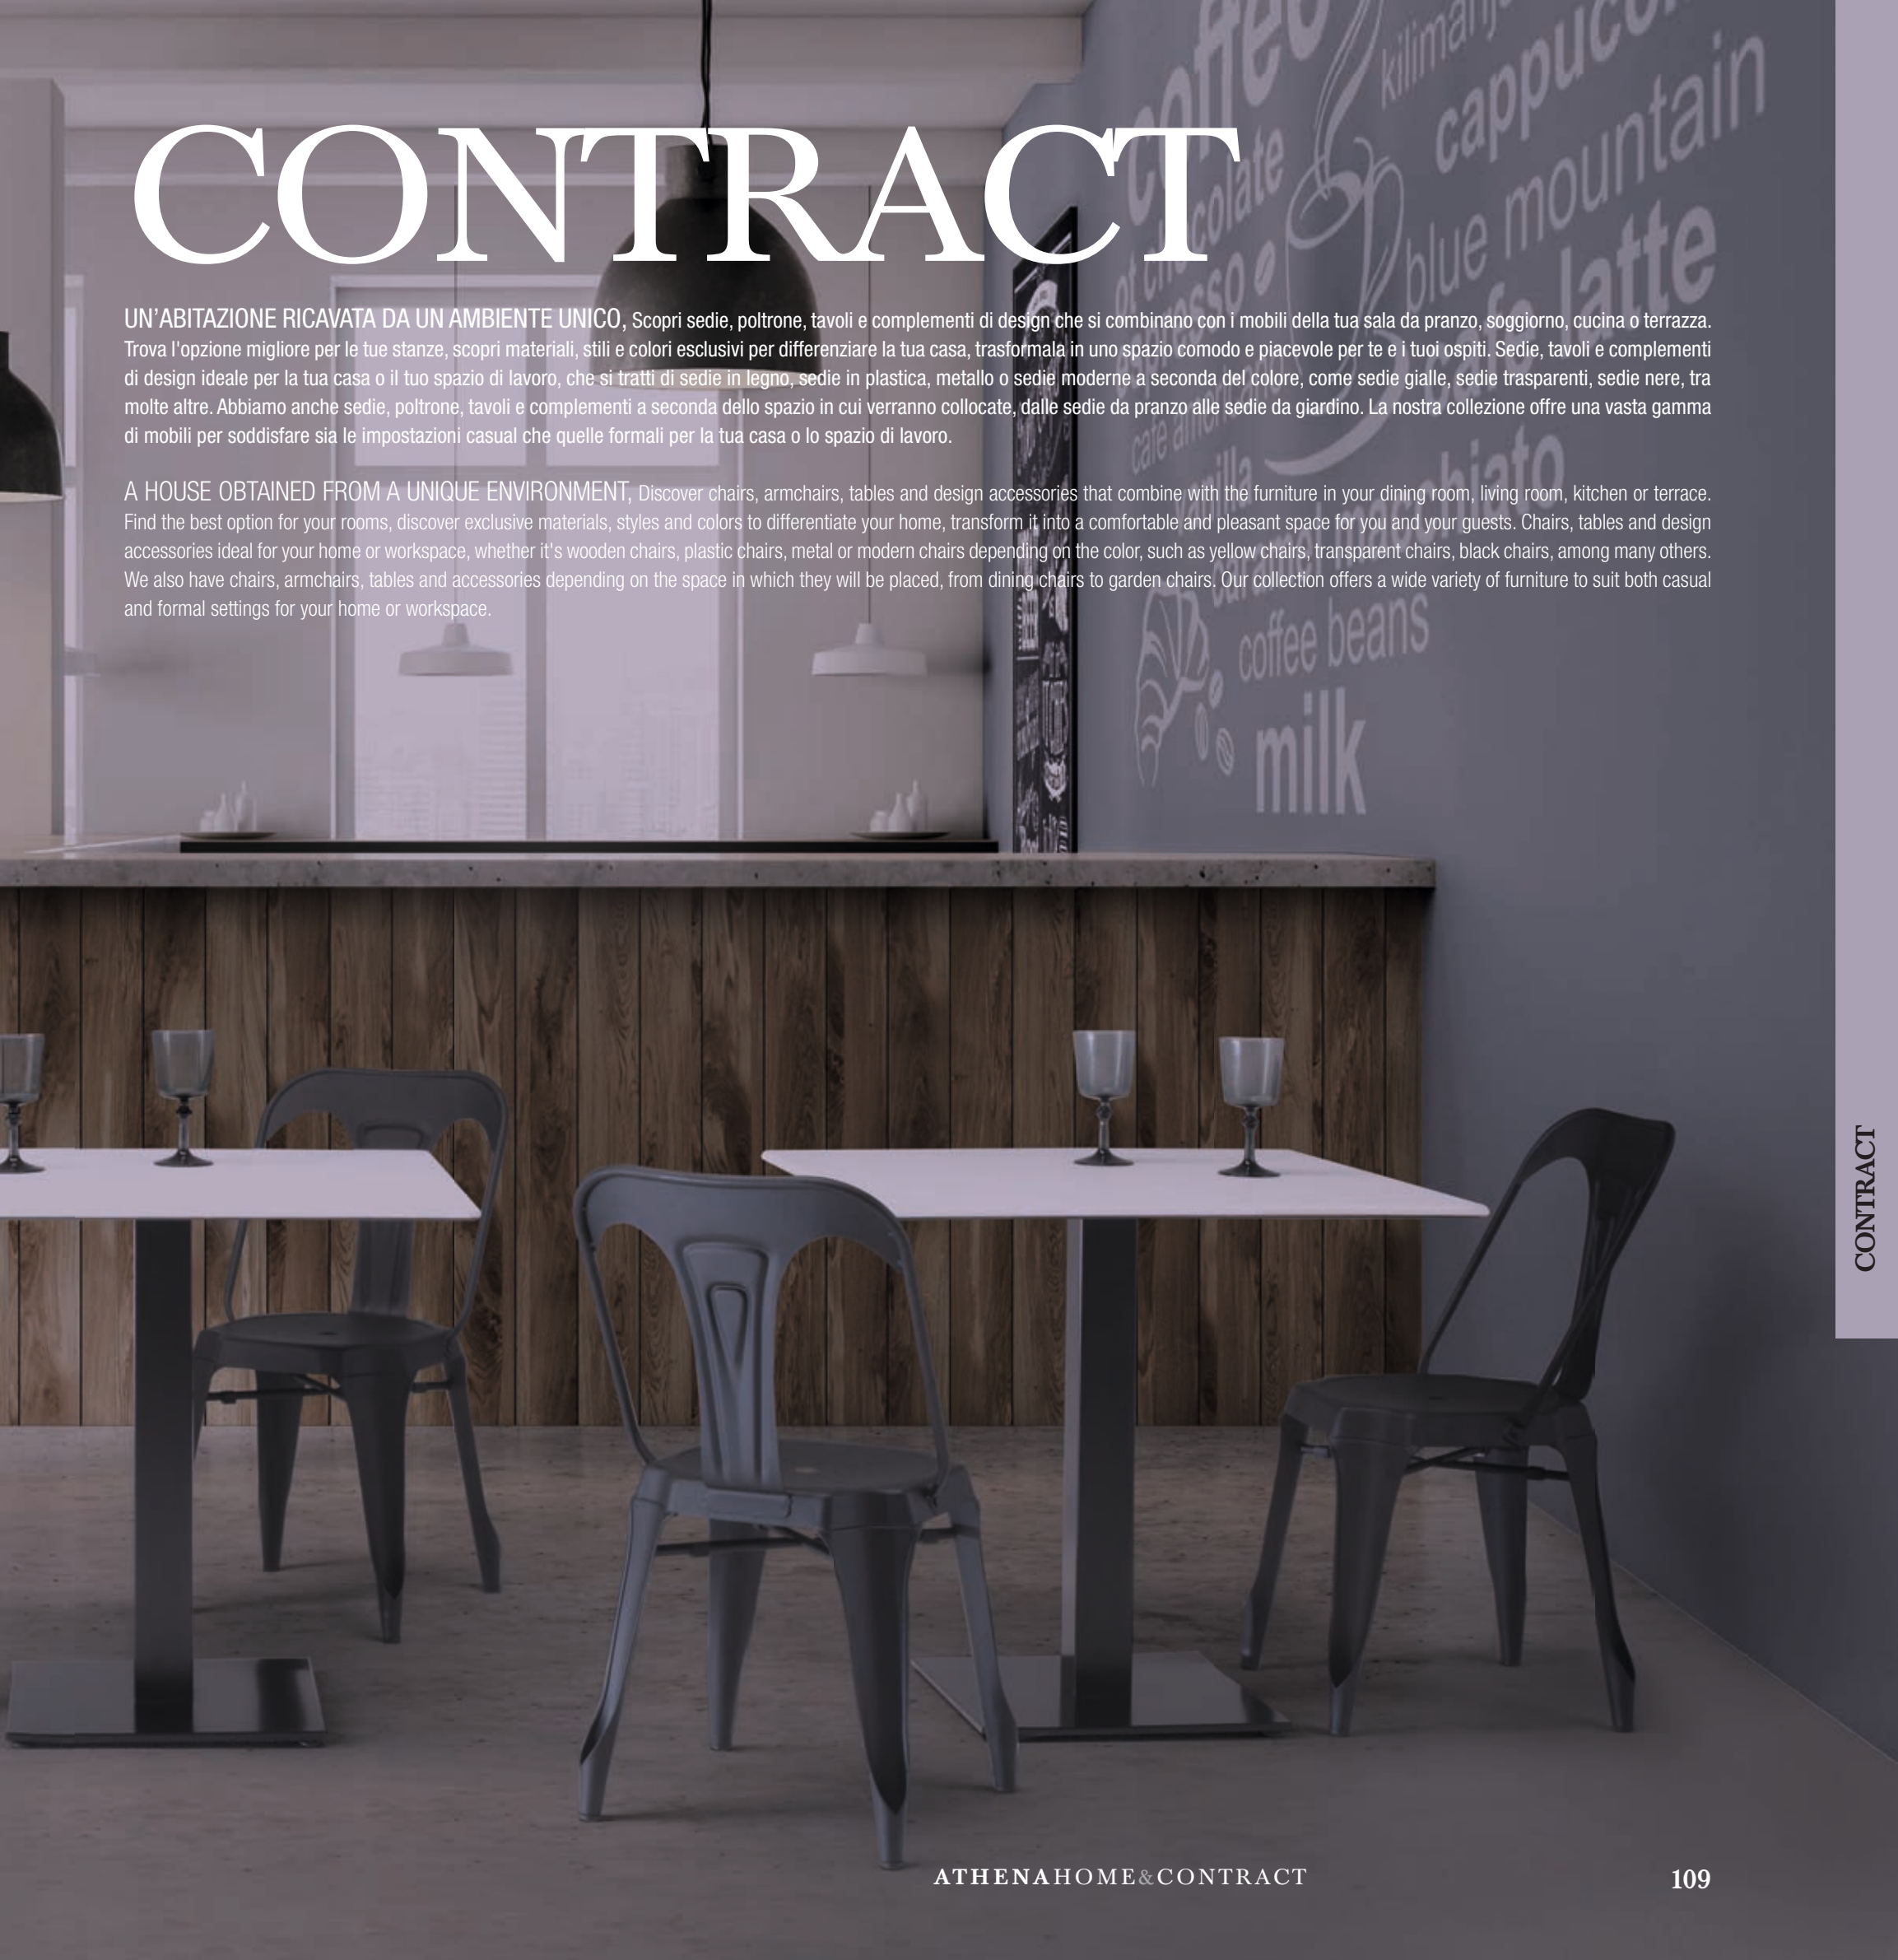 CONTRACT
UN'ABITAZIONE RICAVATA DA UN AMBIENTE UNICO, Scopri sedie, poltrone, tavoli e complementi di design che si combinano con i mobili della tua sala da pranzo, soggiorno, cucina o terrazza.
Trova l'opzione migliore per le tue stanze, scopri materiali, stili e colori esclusivi per differenziare la tua casa, trasformala in uno spazio comodo e piacevole per te e i tuoi ospiti. Sedie, tavoli e complementi
di design ideale per la tua casa o il tuo spazio di lavoro, che si tratti di sedie in legno, sedie in plastica, metallo o sedie moderne a seconda del colore, come sedie gialle, sedie trasparenti, sedie nere, tra
molte altre. Abbiamo anche sedie, poltrone, tavoli e complementi a seconda dello spazio in cui verranno collocate, dalle sedie da pranzo alle sedie da giardino. La nostra collezione offre una vasta gamma
di mobili per soddisfare sia le impostazioni casual che quelle formali per la tua casa o lo spazio di lavoro.
A HOUSE OBTAINED FROM A UNIQUE ENVIRONMENT, Discover chairs, armchairs, tables and design accessories that combine with the furniture in your dining room, living room, kitchen or terrace.
Find the best option for your rooms, discover exclusive materials, styles and colors to differentiate your home, transform it into a comfortable and pleasant space for you and your guests. Chairs, tables and design
accessories ideal for your home or workspace, whether it's wooden chairs, plastic chairs, metal or modern chairs depending on the color, such as yellow chairs, transparent chairs, black chairs, among many others.
We also have chairs, armchairs, tables and accessories depending on the space in which they will be placed, from dining chairs to garden chairs. Our collection offers a wide variety of furniture to suit both casual
and formal settings for your home or workspace.
blue mountain
latte
vanilla
coffee beans
milk
CONTRACT
ATHENAHOME&CONTRACT
109